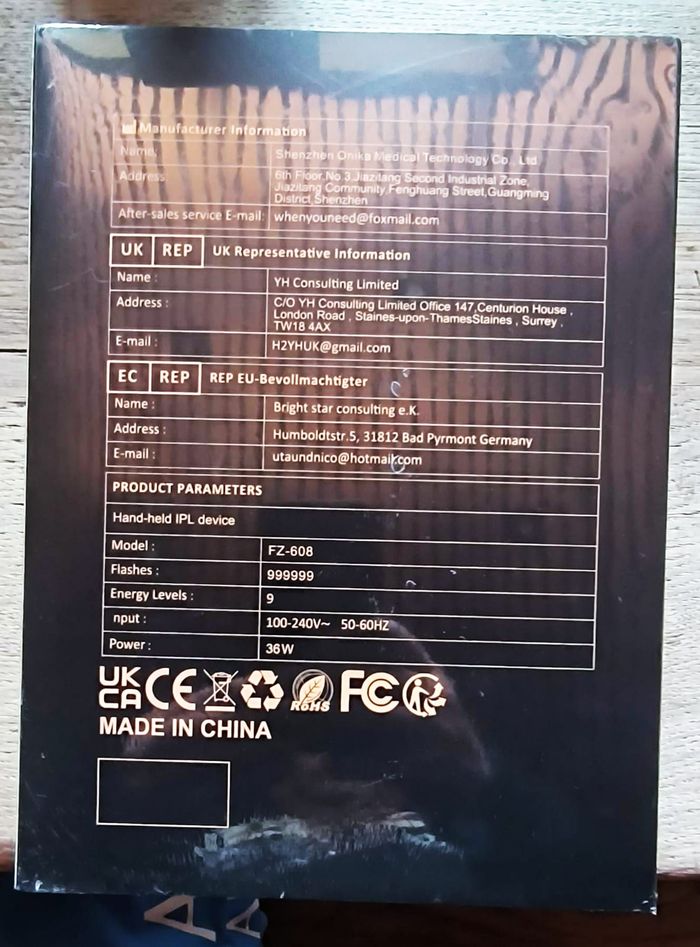 Manufacturer Information
Name: Shenzhen Onika Medical Technology Co., Ltd
Address: 6th Floor,No.3,Jiazitang Second Industrial Zone,
Jiazitang Community,Fenghuang Street,Guangming
District,Shenzhen
After-sales service E-mail: whenyouneed@foxmail.com
UK REP UK Representative Information
Name : YH Consulting Limited
Address : C/O YH Consulting Limited Office 147,Centurion House ,
London Road , Staines-upon-ThamesStaines , Surrey ,
TW18 4AX
E-mail : H2YHUK@gmail.com
EC REP REP EU-Bevollmachtigter
Name : Bright star consulting e.K.
Address : Humboldtstr.5, 31812 Bad Pyrmont Germany
E-mail : utaundnico@hotmail.com
PRODUCT PARAMETERS
Hand-held IPL device
Model : FZ-608
Flashes : 999999
Energy Levels : 9
nput : 100-240V~ 50-60HZ
Power : 36W
UK
CA CE RoHS FC
MADE IN CHINA